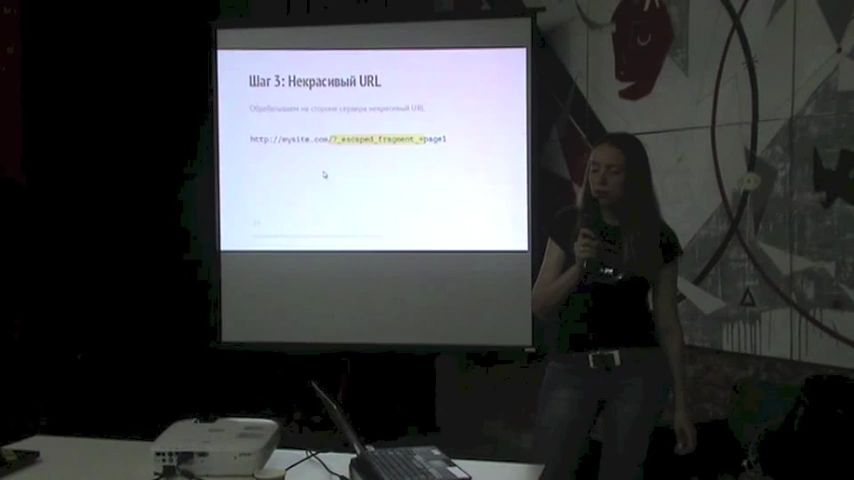 Шаг 3: Некрасивый URL
Обрабатываем на стороне сервера некрасивый URL
http://mysite.com/?_escaped_fragment_=page1